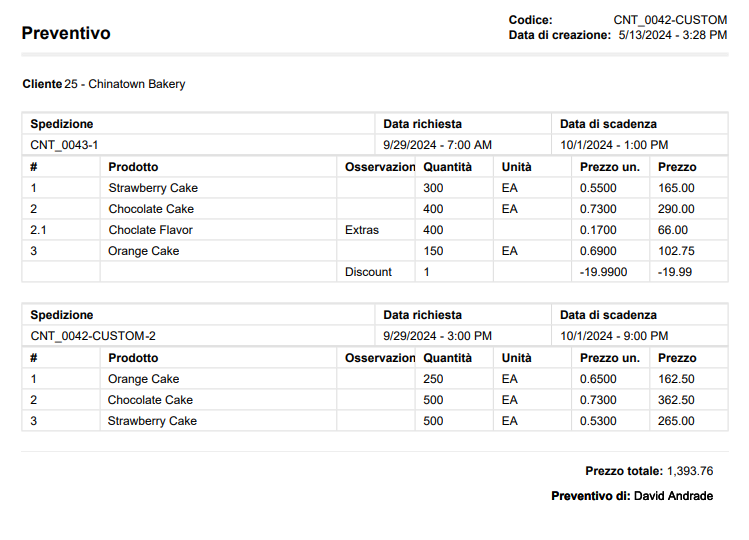 Preventivo
Codice: CNT_0042-CUSTOM
Data di creazione: 5/13/2024 - 3:28 PM
Cliente 25 - Chinatown Bakery
Spedizione Data richiesta Data di scadenza
CNT_0043-1 9/29/2024 - 7:00 AM 10/1/2024 - 1:00 PM
# Prodotto Osservazion Quantità Unità Prezzo un. Prezzo
1 Strawberry Cake 300 EA 0.5500 165.00
2 Chocolate Cake 400 EA 0.7300 290.00
2.1 Choclate Flavor Extras 400 0.1700 66.00
3 Orange Cake 150 EA 0.6900 102.75
Discount 1 -19.9900 -19.99
Spedizione Data richiesta Data di scadenza
CNT_0042-CUSTOM-2 9/29/2024 - 3:00 PM 10/1/2024 - 9:00 PM
# Prodotto Osservazion Quantità Unità Prezzo un. Prezzo
1 Orange Cake 250 EA 0.6500 162.50
2 Chocolate Cake 500 EA 0.7300 362.50
3 Strawberry Cake 500 EA 0.5300 265.00
Prezzo totale: 1,393.76
Preventivo di: David Andrade